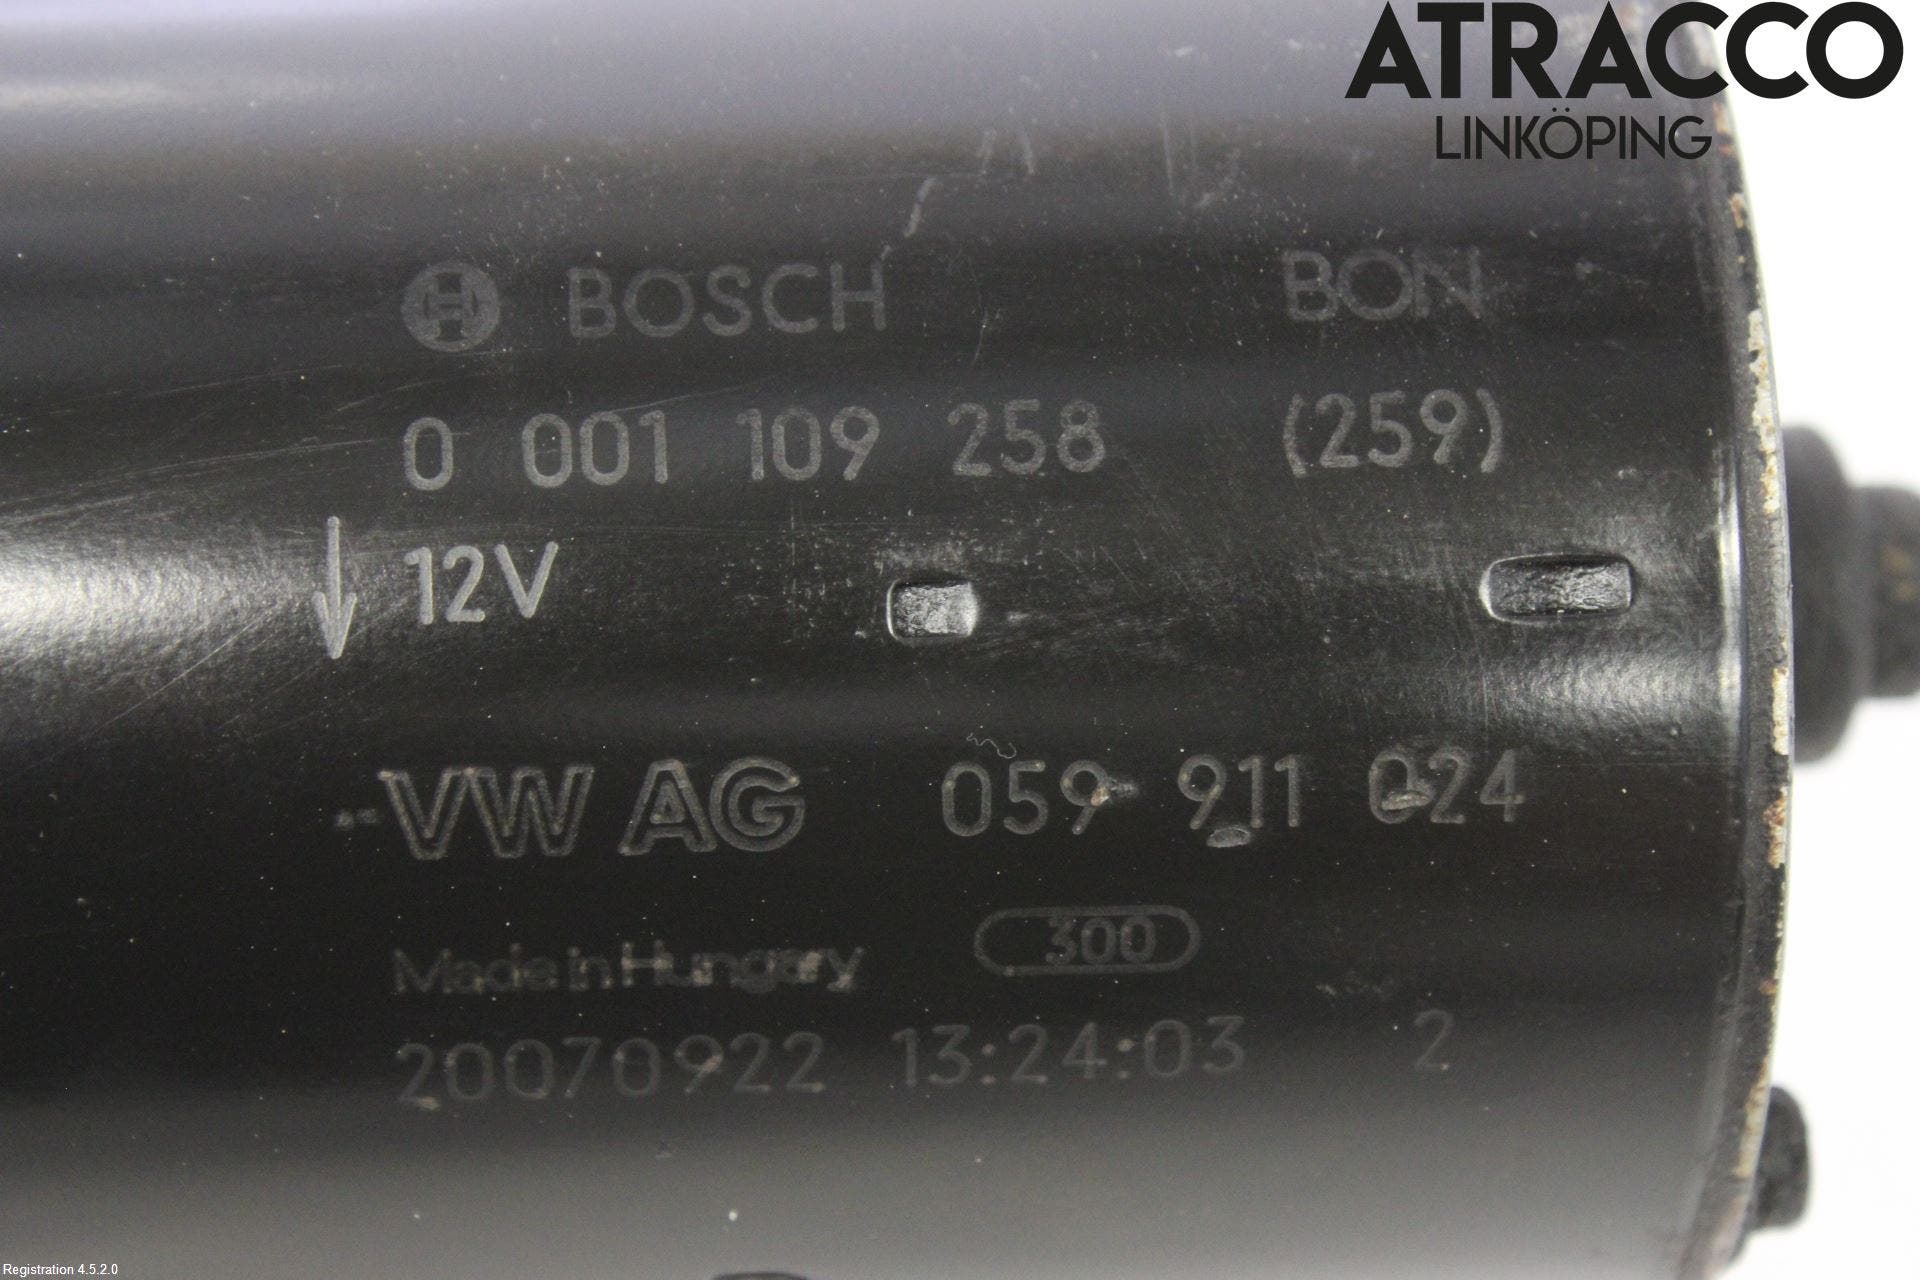 ATRACCO
LINKÖPING
BOSCH BON
0 001 109 258 (259)
12V
VW AG 059 911 024
Made in Hungary 300
20070922 13:24:03 2
Registration 4.5.2.0